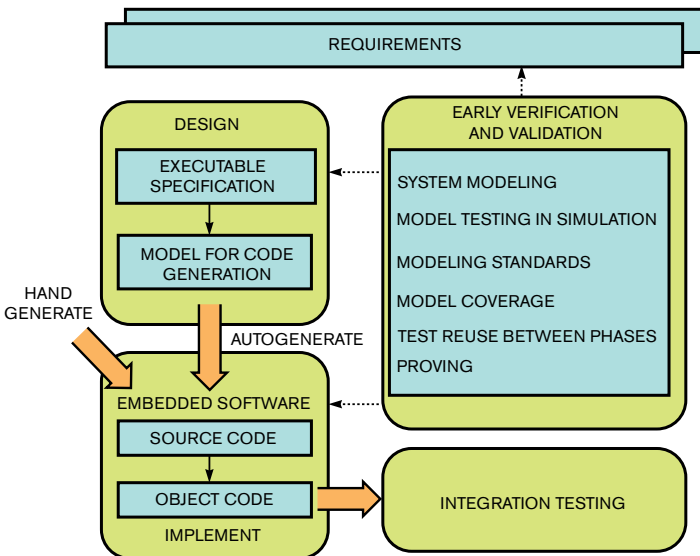 REQUIREMENTS
DESIGN
EXECUTABLE
SPECIFICATION
MODEL FOR CODE
GENERATION
EARLY VERIFICATION
AND VALIDATION
SYSTEM MODELING
MODEL TESTING IN SIMULATION
MODELING STANDARDS
MODEL COVERAGE
TEST REUSE BETWEEN PHASES
PROVING
HAND
GENERATE
AUTOGENERATE
EMBEDDED SOFTWARE
SOURCE CODE
OBJECT CODE
IMPLEMENT
INTEGRATION TESTING